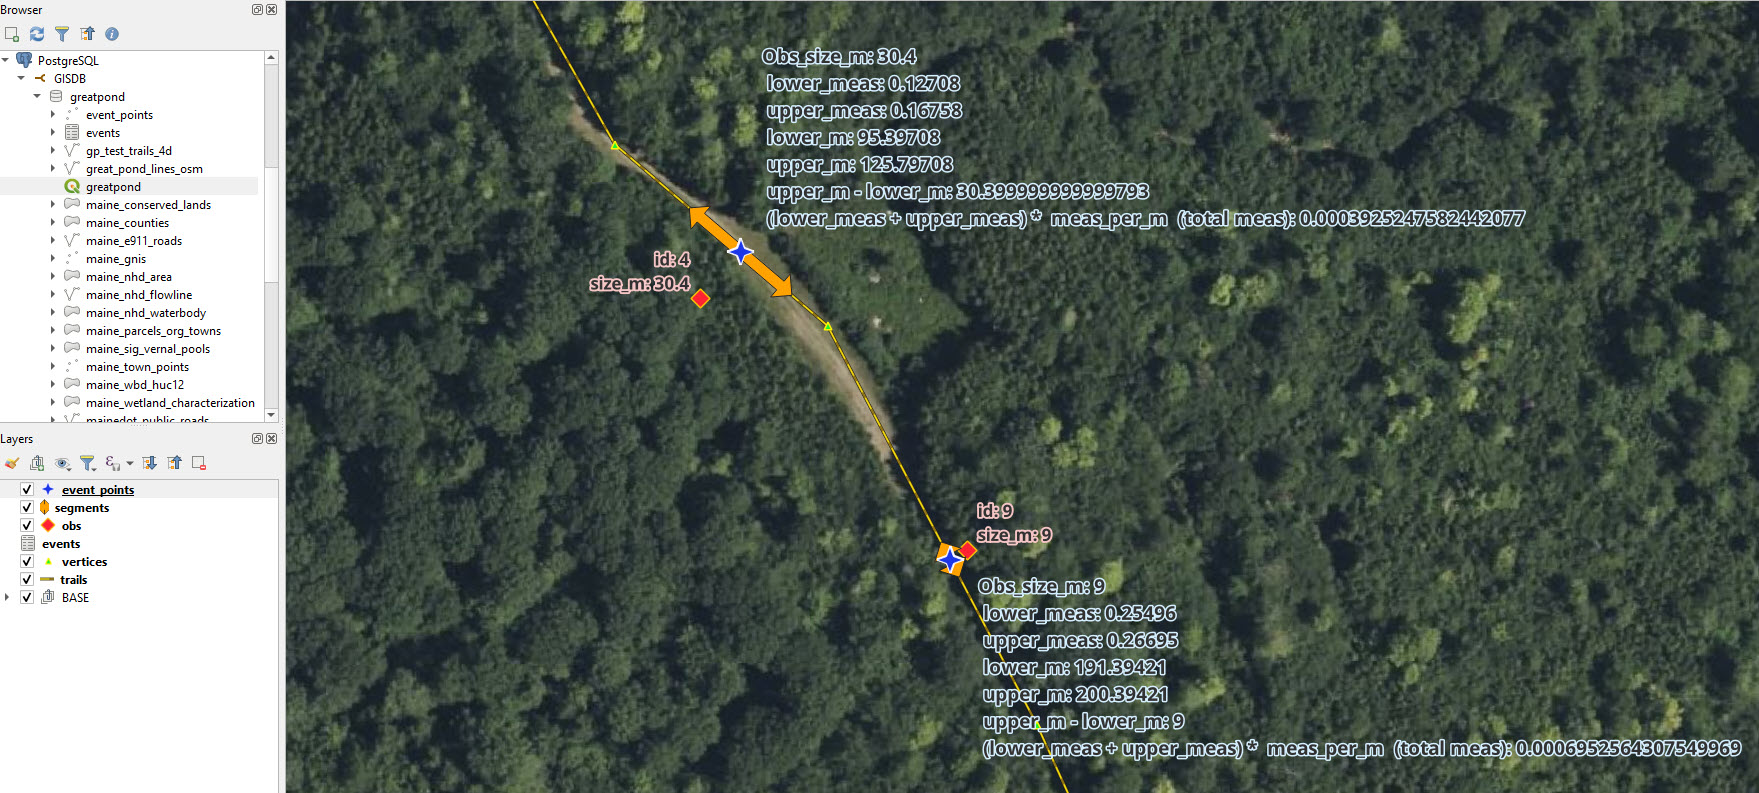 Browser
PostgreSQL
GISDB
greatpond
event_points
events
gp_test_trails_4d
great_pond_lines_osm
greatpond
maine_conserved_lands
maine_counties
maine_e911_roads
maine_gnis
maine_nhd_area
maine_nhd_flowline
maine_nhd_waterbody
maine_parcels_org_towns
maine_sig_vernal_pools
maine_town_points
maine_wbd_huc12
maine_wetland_characterization
mainedot_public_roads
Layers
event_points
segments
obs
events
vertices
trails
BASE
Obs_size_m: 30.4
lower_meas: 0.12708
upper_meas: 0.16758
lower_m: 95.39708
upper_m: 125.79708
upper_m - lower_m: 30.399999999999793
(lower_meas + upper_meas) * meas_per_m (total meas): 0.0003925247582442077
id: 4
size_m: 30.4
id: 9
size_m: 9
Obs_size_m: 9
lower_meas: 0.25496
upper_meas: 0.26695
lower_m: 191.39421
upper_m: 200.39421
upper_m - lower_m: 9
(lower_meas + upper_meas) * meas_per_m (total meas): 0.0006952564307549969